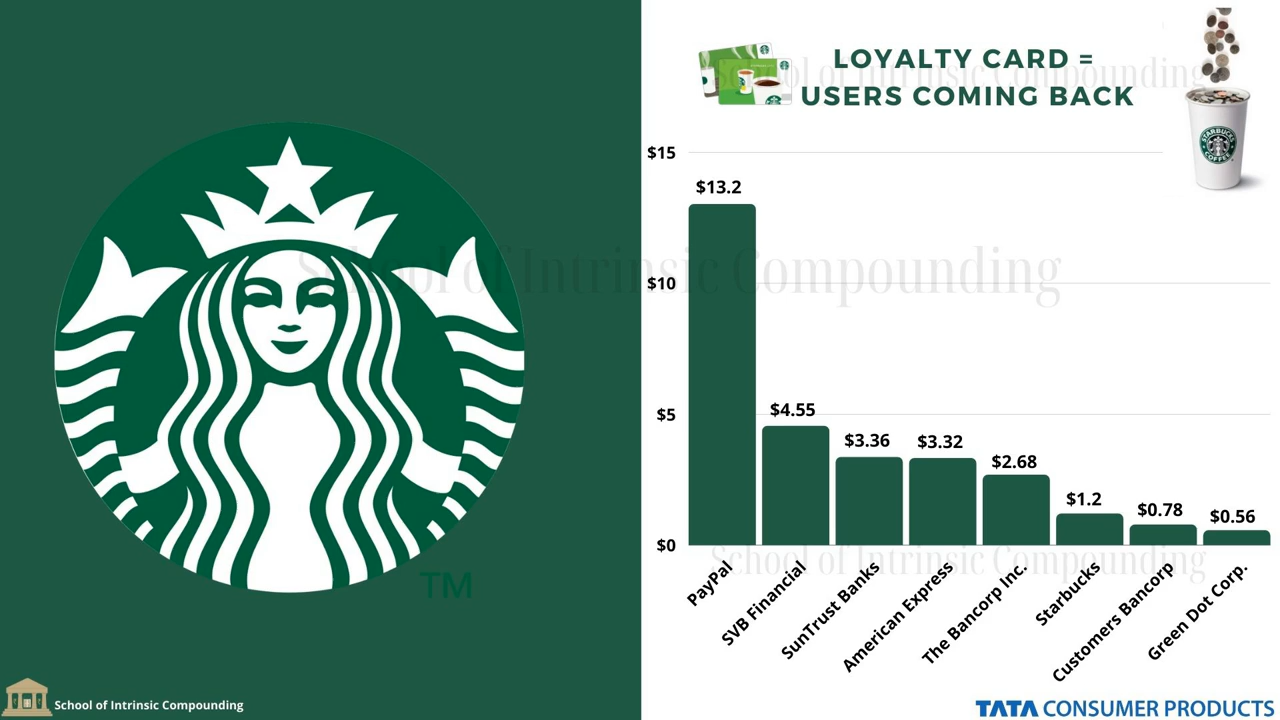 LOYALTY CARD =
USERS COMING BACK
School of Intrinsic Compounding
STARBUCKS
COFFEE
$15
$13.2
School of Intrinsic Compounding
$10
$5
$4.55
$3.36
$3.32
$2.68
$1.2
$0.78
$0.56
$0
School of Intrinsic Compounding
PayPal
SVB Financial
SunTrust Banks
American Express
The Bancorp Inc.
Starbucks
Customers Bancorp
Green Dot Corp.
TM
School of Intrinsic Compounding
TATA CONSUMER PRODUCTS